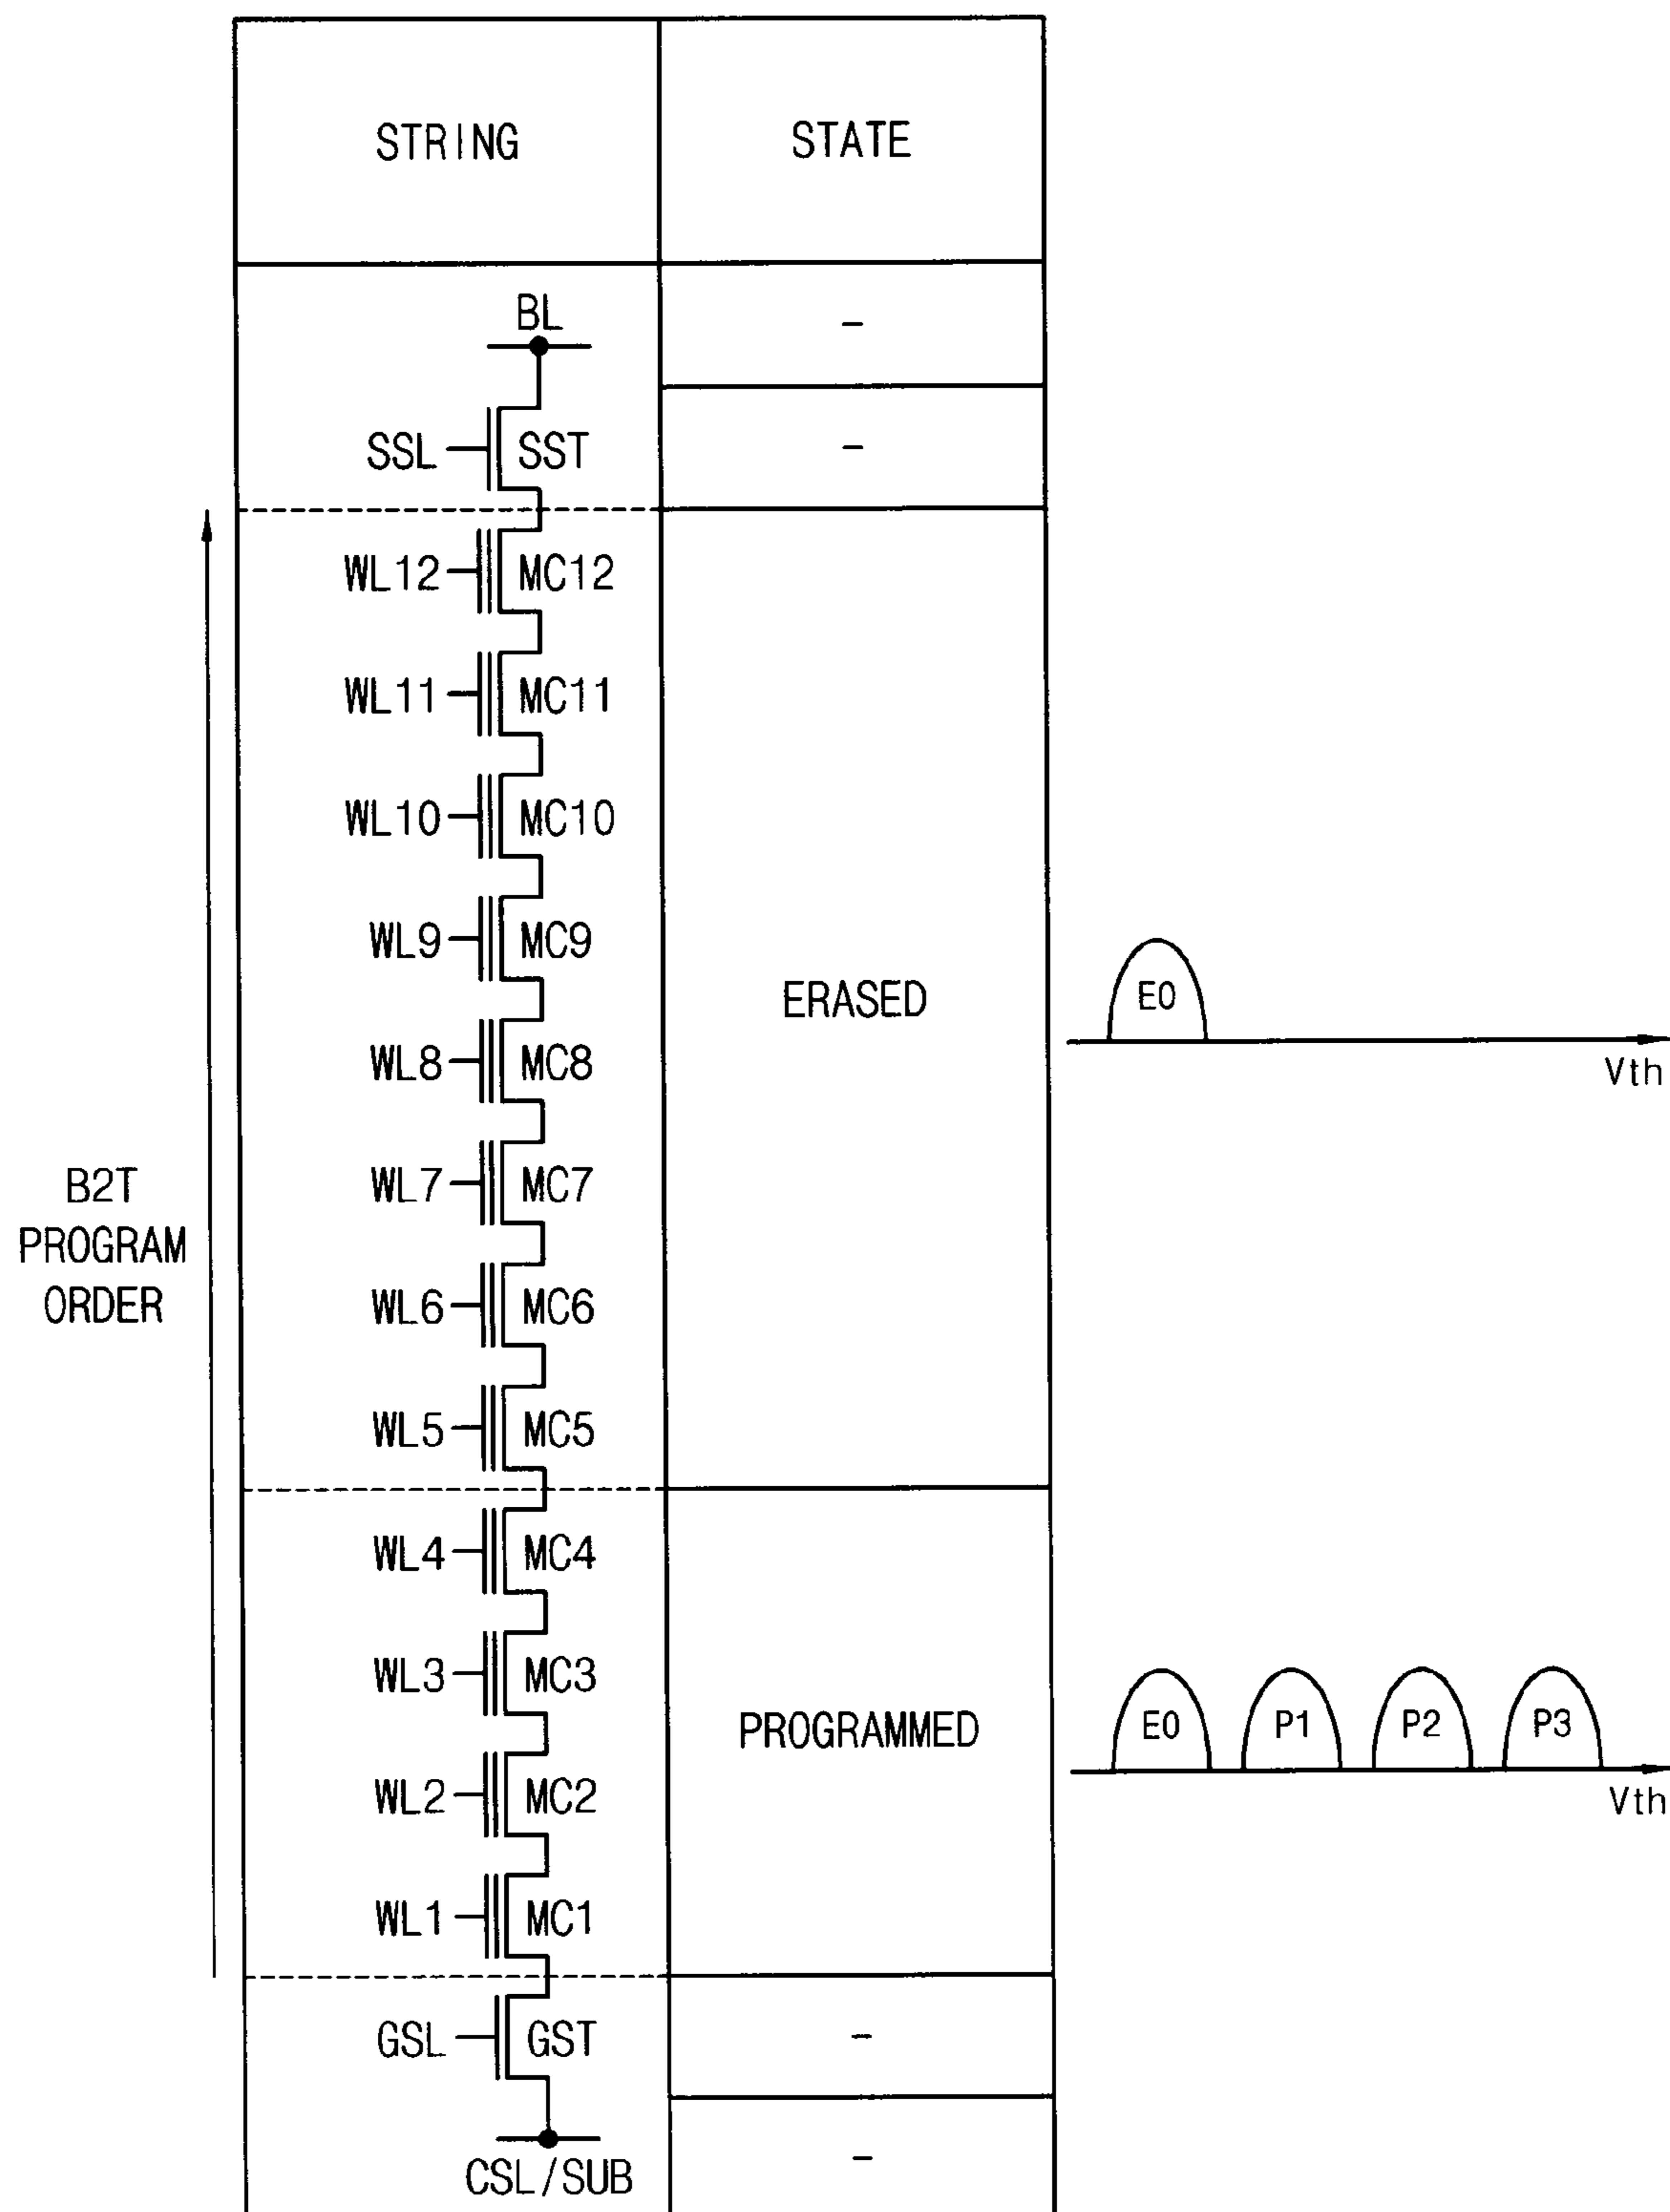 STRING STATE
BL -
SSL SST -
WL12 MC12
WL11 MC11
WL10 MC10
WL9 MC9
ERASED
E0
WL8 MC8
Vth
WL7 MC7
B2T
PROGRAM
ORDER
WL6 MC6
WL5 MC5
WL4 MC4
WL3 MC3
PROGRAMMED
E0 P1 P2 P3
WL2 MC2
Vth
WL1 MC1
GSL GST -
CSL/SUB -